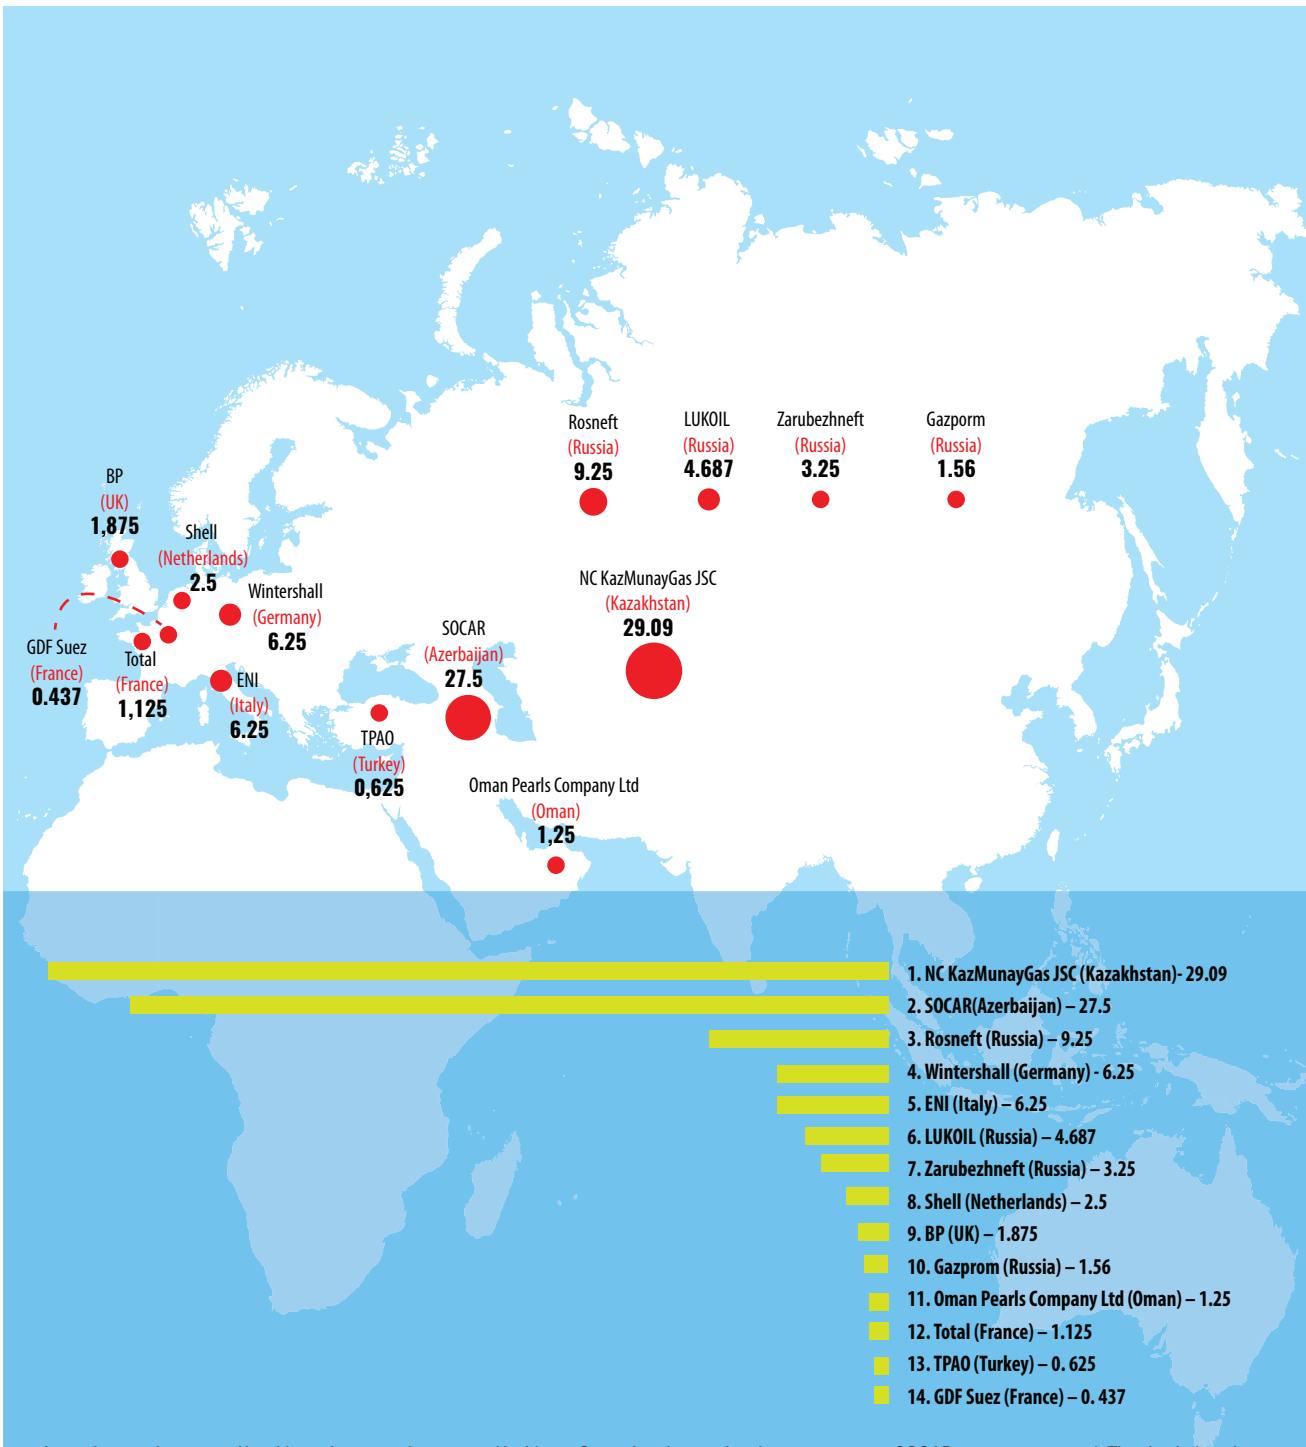 Rosneft
(Russia)
9.25
LUKOIL
(Russia)
4.687
Zarubezhneft
(Russia)
3.25
Gazporm
(Russia)
1.56
BP
(UK)
1,875
Shell
(Netherlands)
2.5
Wintershall
(Germany)
6.25
NC KazMunayGas JSC
(Kazakhstan)
29.09
SOCAR
(Azerbaijan)
27.5
GDF Suez
(France)
0.437
Total
(France)
1,125
ENI
(Italy)
6.25
TPAO
(Turkey)
0,625
Oman Pearls Company Ltd
(Oman)
1,25
1. NC KazMunayGas JSC (Kazakhstan)- 29.09
2. SOCAR(Azerbaijan) – 27.5
3. Rosneft (Russia) – 9.25
4. Wintershall (Germany) - 6.25
5. ENI (Italy) – 6.25
6. LUKOIL (Russia) – 4.687
7. Zarubezhneft (Russia) – 3.25
8. Shell (Netherlands) – 2.5
9. BP (UK) – 1.875
10. Gazprom (Russia) – 1.56
11. Oman Pearls Company Ltd (Oman) – 1.25
12. Total (France) – 1.125
13. TPAO (Turkey) – 0. 625
14. GDF Suez (France) – 0. 437